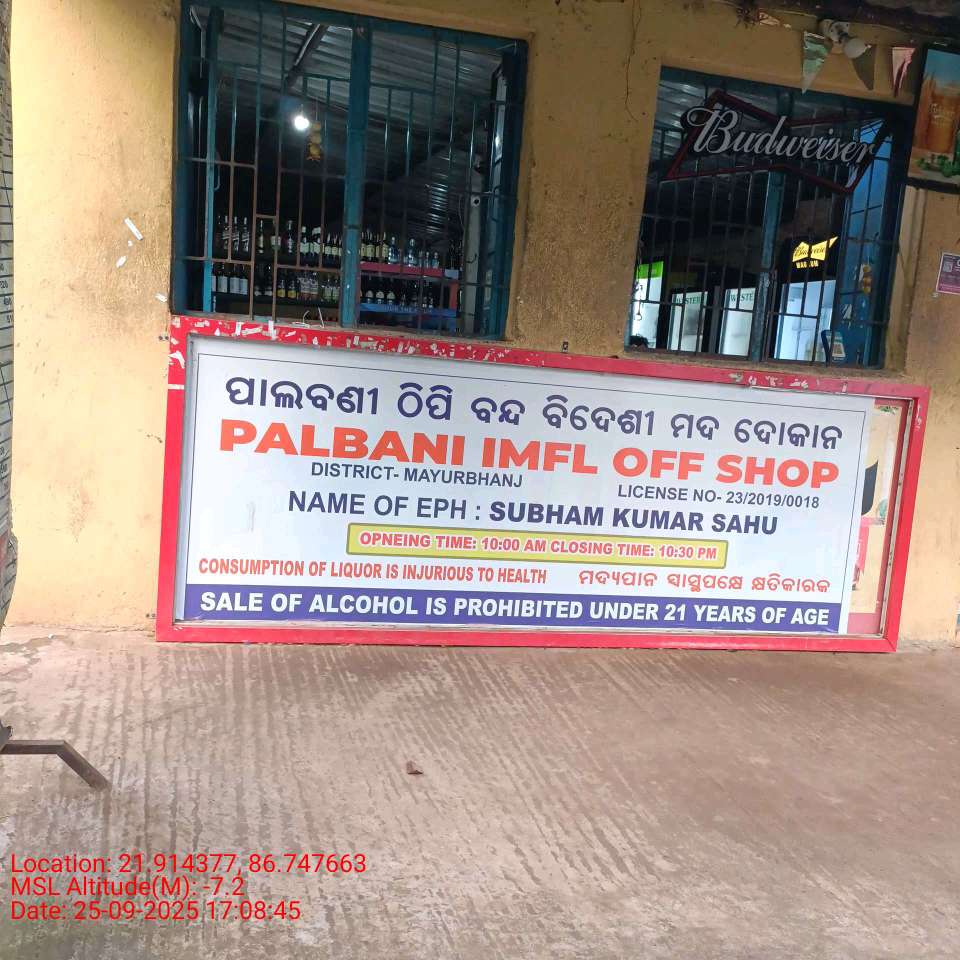 Budweiser
Budweiser
ପାଲବଣୀ ଠିପି ବନ୍ଦ ବିଦେଶୀ ମଦ ଦୋକାନ
PALBANI IMFL OFF SHOP
DISTRICT- MAYURBHANJ
LICENSE NO- 23/2019/0018
NAME OF EPH : SUBHAM KUMAR SAHU
OPNEING TIME: 10:00 AM CLOSING TIME: 10:30 PM
CONSUMPTION OF LIQUOR IS INJURIOUS TO HEALTH
ମଦ୍ୟପାନ ସାସ୍ଥପକ୍ଷେ କ୍ଷତିକାରକ
SALE OF ALCOHOL IS PROHIBITED UNDER 21 YEARS OF AGE
Location: 21.914377, 86.747663
MSL Altitude(M): -7.2
Date: 25-09-2025 17:08:45